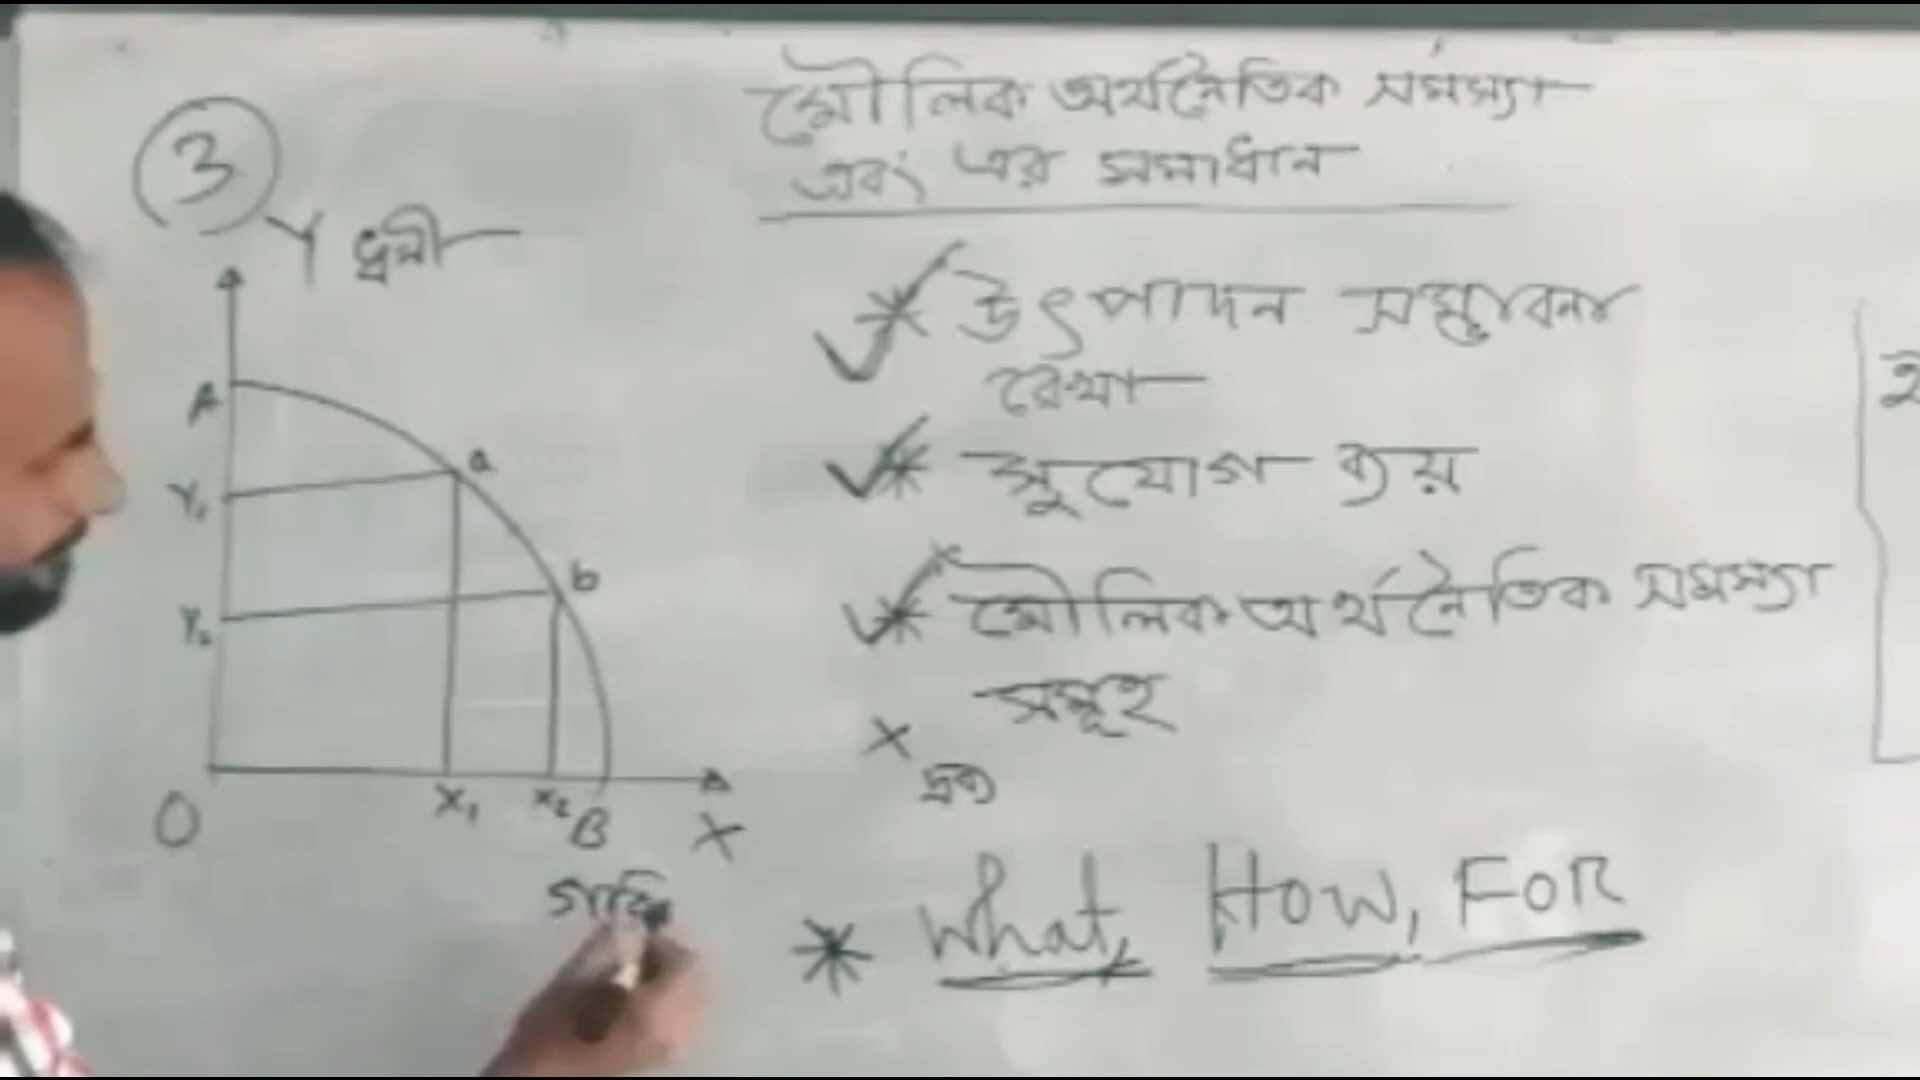 মৌলিক অর্থনৈতিক সমস্যা
এবং এর সমাধান
3
Y ধনী
A
a
Y₁
b
Y₂
O
X₁
X₂
B
X
উৎপাদন সম্ভাবনা
রেখা
সুযোগ ব্যয়
মৌলিক অর্থনৈতিক সমস্যা
সমূহ
X
দ্রব্য
What, How, FOR